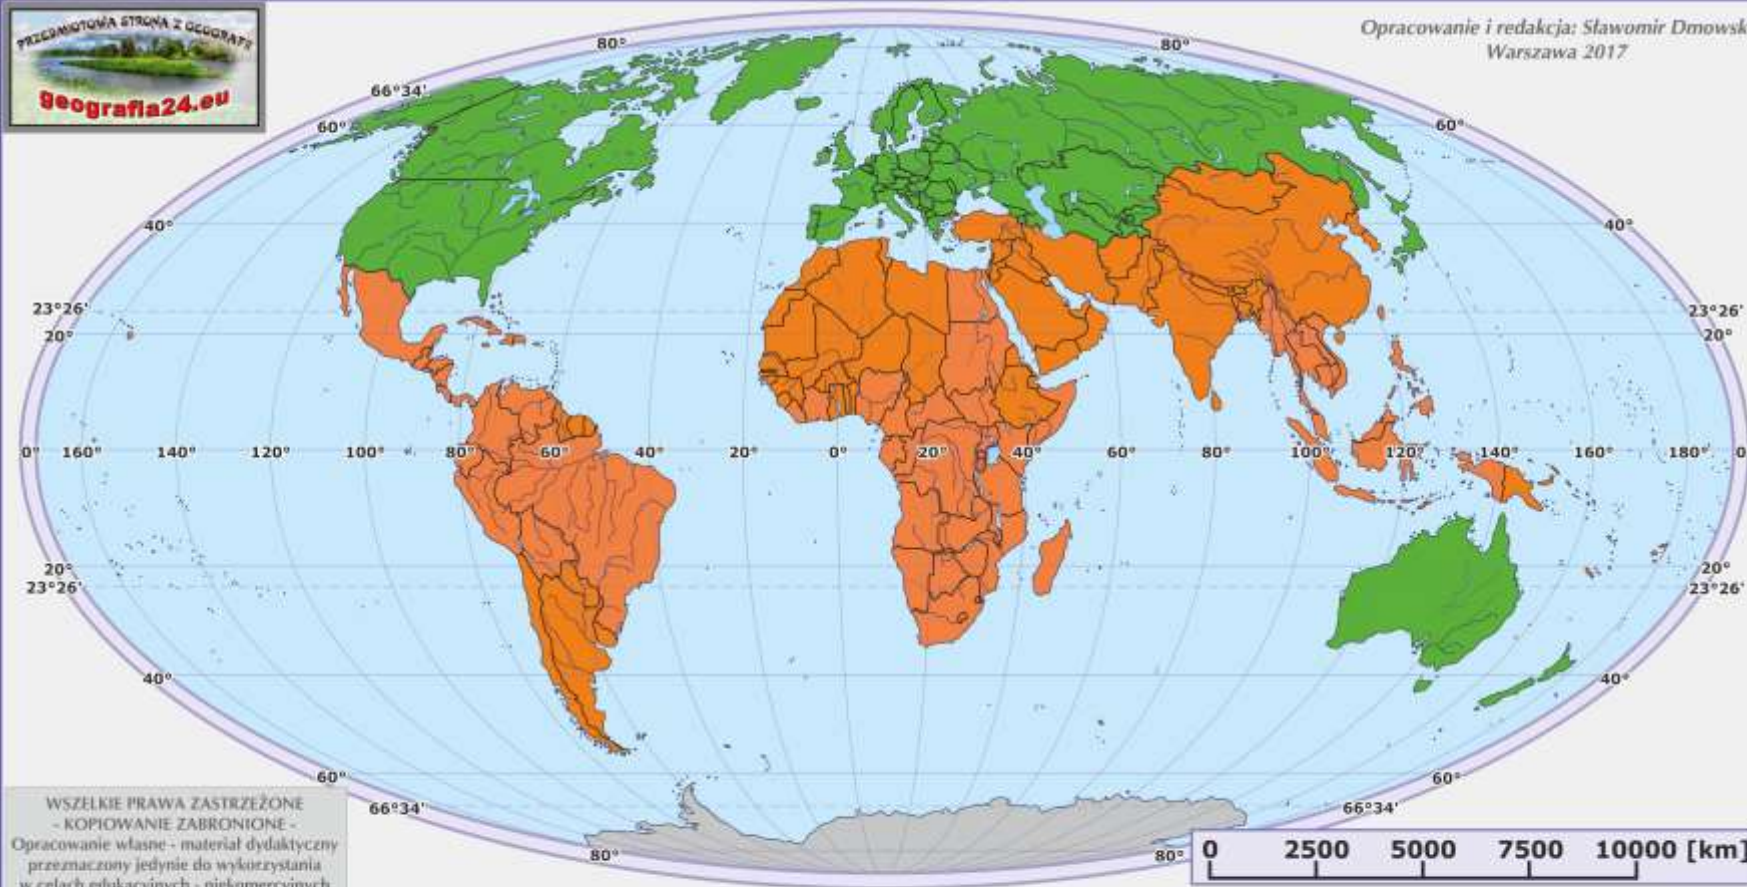 PRZEDMIOTOWA STRONA Z GEOGRAFII
geografia24.eu
Opracowanie i redakcja: Sławomir Dmowsk
Warszawa 2017
80° 80°
66°34'
60° 60°
40° 40°
23°26' 23°26'
20° 20°
0° 160° 140° 120° 100° 80° 60° 40° 20° 0° 20° 40° 60° 80° 100° 120° 140° 160° 180° 0
20° 20°
23°26' 23°26'
40° 40°
60° 60°
66°34' 66°34'
80° 80°
WSZELKIE PRAWA ZASTRZEŻONE
- KOPIOWANIE ZABRONIONE -
Opracowanie własne - materiał dydaktyczny
przeznaczony jedynie do wykorzystania
w celach edukacyjnych - niekomercyjnych
0 2500 5000 7500 10000 [km]